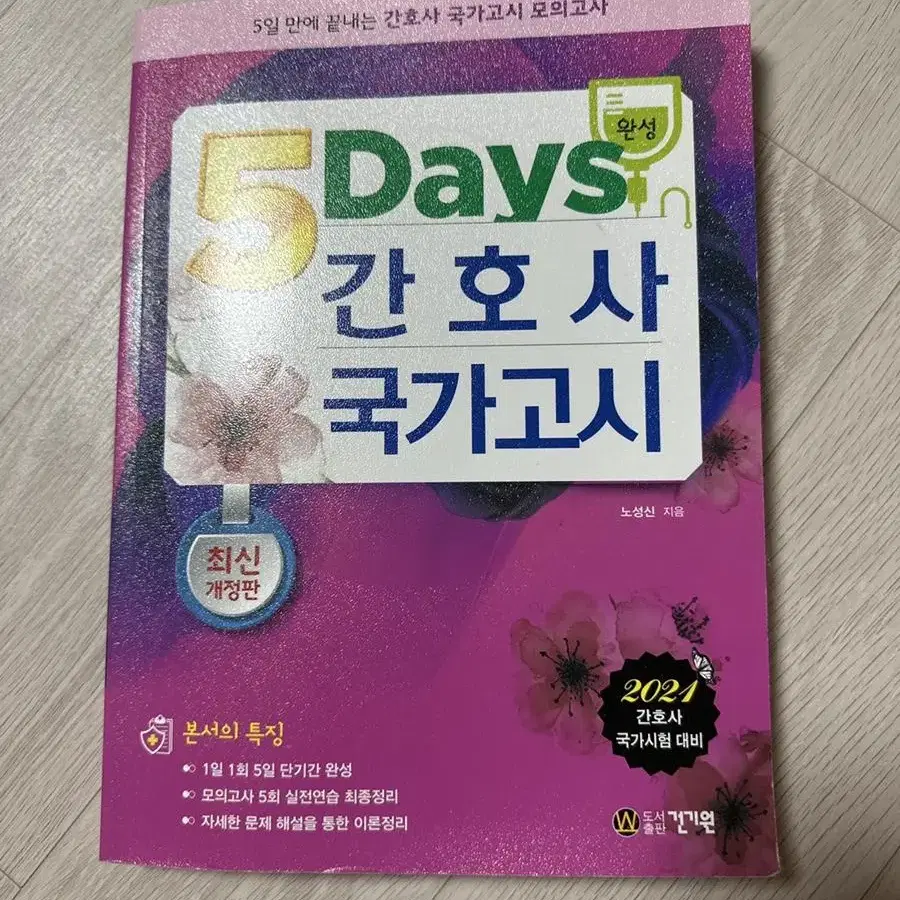 5일 만에 끝내는 간호사 국가고시 모의고사
5 Days 완성
간호사
국가고시
노성신 지음
최신
개정판
2021
간호사
국가시험 대비
본서의 특징
1일 1회 5일 단기간 완성
모의고사 5회 실전연습 최종정리
자세한 문제 해설을 통한 이론정리
W 도서출판 건기원